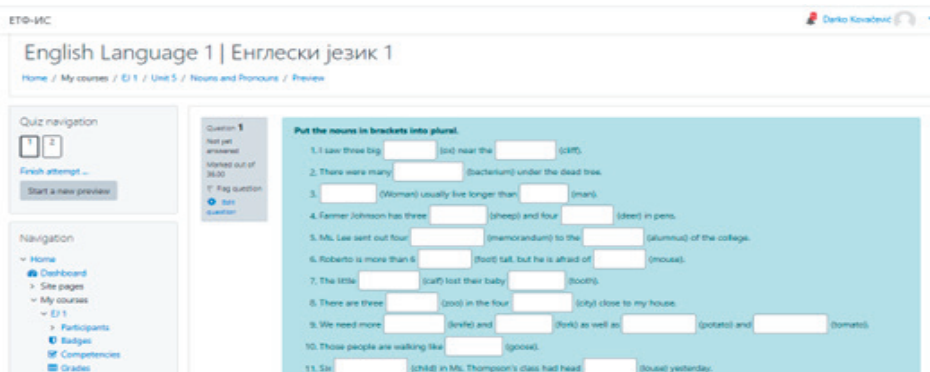 ЕТФ-ИС
Darko Kovačević
English Language 1 | Енглески језик 1
Home / My courses / EJ 1 / Unit 5 / Nouns and Pronouns / Preview
Quiz navigation
1 2
Finish attempt ...
Start a new preview
Navigation
Home
Dashboard
Site pages
My courses
EJ 1
Participants
Badges
Competencies
Grades
Question 1
Not yet
answered
Marked out of
36.00
Flag question
Edit
question
Put the nouns in brackets into plural.
1. I saw three big (ox) near the (cliff).
2. There were many (bacterium) under the dead tree.
3. (Woman) usually live longer than (man).
4. Farmer Johnson has three (sheep) and four (deer) in pens.
5. Ms. Lee sent out four (memorandum) to the (alumnus) of the college.
6. Roberto is more than 6 (foot) tall, but he is afraid of (mouse).
7. The little (calf) lost their baby (tooth).
8. There are three (zoo) in the four (city) close to my house.
9. We need more (knife) and (fork) as well as (potato) and (tomato).
10. Those people are walking like (goose).
11. Six (child) in Ms. Thompson's class had head (louse) yesterday.